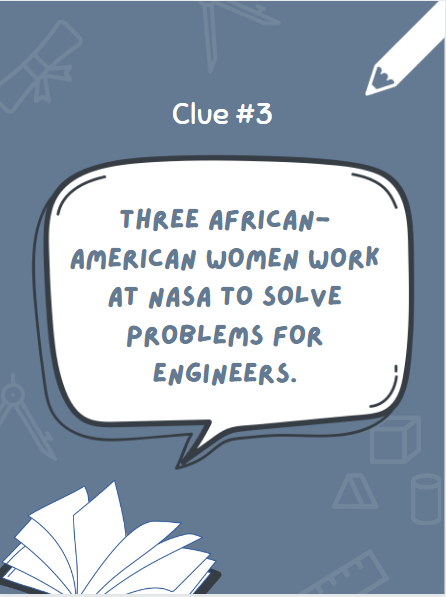 Clue #3
THREE AFRICAN-
AMERICAN WOMEN WORK
AT NASA TO SOLVE
PROBLEMS FOR
ENGINEERS.